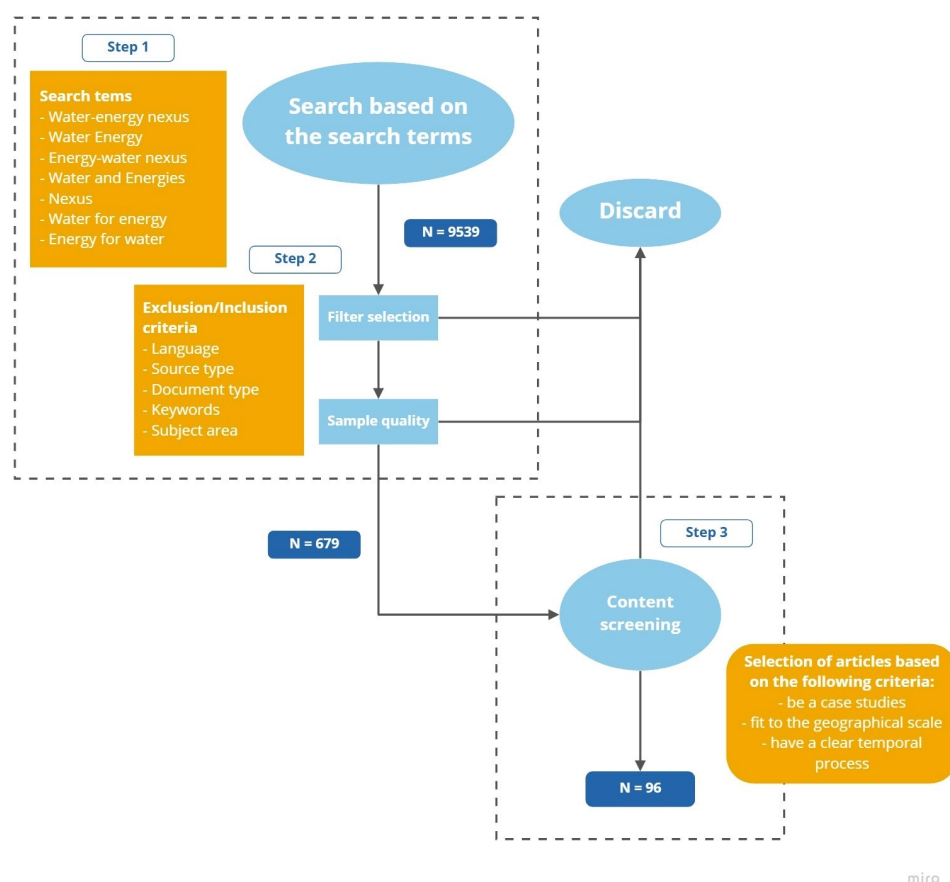 Step 1
Search tems
- Water-energy nexus
- Water Energy
- Energy-water nexus
- Water and Energies
- Nexus
- Water for energy
- Energy for water
Search based on
the search terms
Discard
N = 9539
Step 2
Exclusion/Inclusion
criteria
- Language
- Source type
- Document type
- Keywords
- Subject area
Filter selection
Sample quality
N = 679
Step 3
Content
screening
Selection of articles based
on the following criteria:
- be a case studies
- fit to the geographical scale
- have a clear temporal
process
N = 96
miro